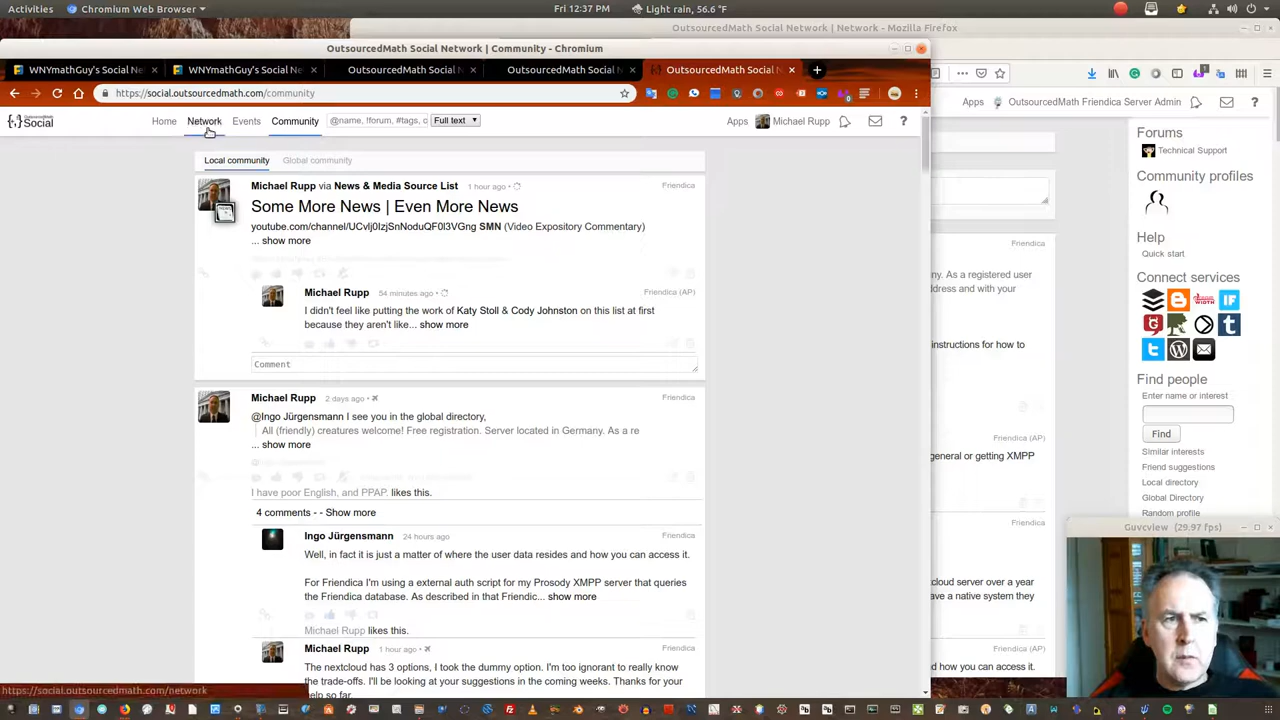 Activities Chromium Web Browser Fri 12:37 PM Light rain, 56.6 °F
OutsourcedMath Social Network | Network - Mozilla Firefox
OutsourcedMath Social Network | Community - Chromium
WNYmathGuy's Social Ne WNYmathGuy's Social Ne OutsourcedMath Social N OutsourcedMath Social N OutsourcedMath Social N
https://social.outsourcedmath.com/community
Apps OutsourcedMath Friendica Server Admin
Social Home Network Events Community @name, !forum, #tags, c Full text Apps Michael Rupp
Local community Global community
Michael Rupp via News & Media Source List 1 hour ago Friendica
Some More News | Even More News
youtube.com/channel/UCvlj0IzjSnNoduQF0l3VGng SMN (Video Expository Commentary)
... show more
Michael Rupp 54 minutes ago Friendica (AP)
I didn't feel like putting the work of Katy Stoll & Cody Johnston on this list at first
because they aren't like... show more
Comment
Michael Rupp 2 days ago Friendica
@Ingo Jürgensmann I see you in the global directory,
All (friendly) creatures welcome! Free registration. Server located in Germany. As a re
... show more
I have poor English, and PPAP. likes this.
4 comments - - Show more
Ingo Jürgensmann 24 hours ago Friendica
Well, in fact it is just a matter of where the user data resides and how you can access it.
For Friendica I'm using a external auth script for my Prosody XMPP server that queries
the Friendica database. As described in that Friendic... show more
Michael Rupp likes this.
Michael Rupp 1 hour ago Friendica
The nextcloud has 3 options, I took the dummy option. I'm too ignorant to really know
the trade-offs. I'll be looking at your suggestions in the coming weeks. Thanks for your
help so far.
https://social.outsourcedmath.com/network
Friendica
ny. As a registered user
address and with your
instructions for how to
Friendica (AP)
general or getting XMPP
Friendica
tcloud server over a year
ave a native system they
nd how you can access it.
Forums
Technical Support
Community profiles
Help
Quick start
Connect services
Find people
Enter name or interest
Find
Similar interests
Friend suggestions
Local directory
Global Directory
Random profile
Guvcview (29.97 fps)